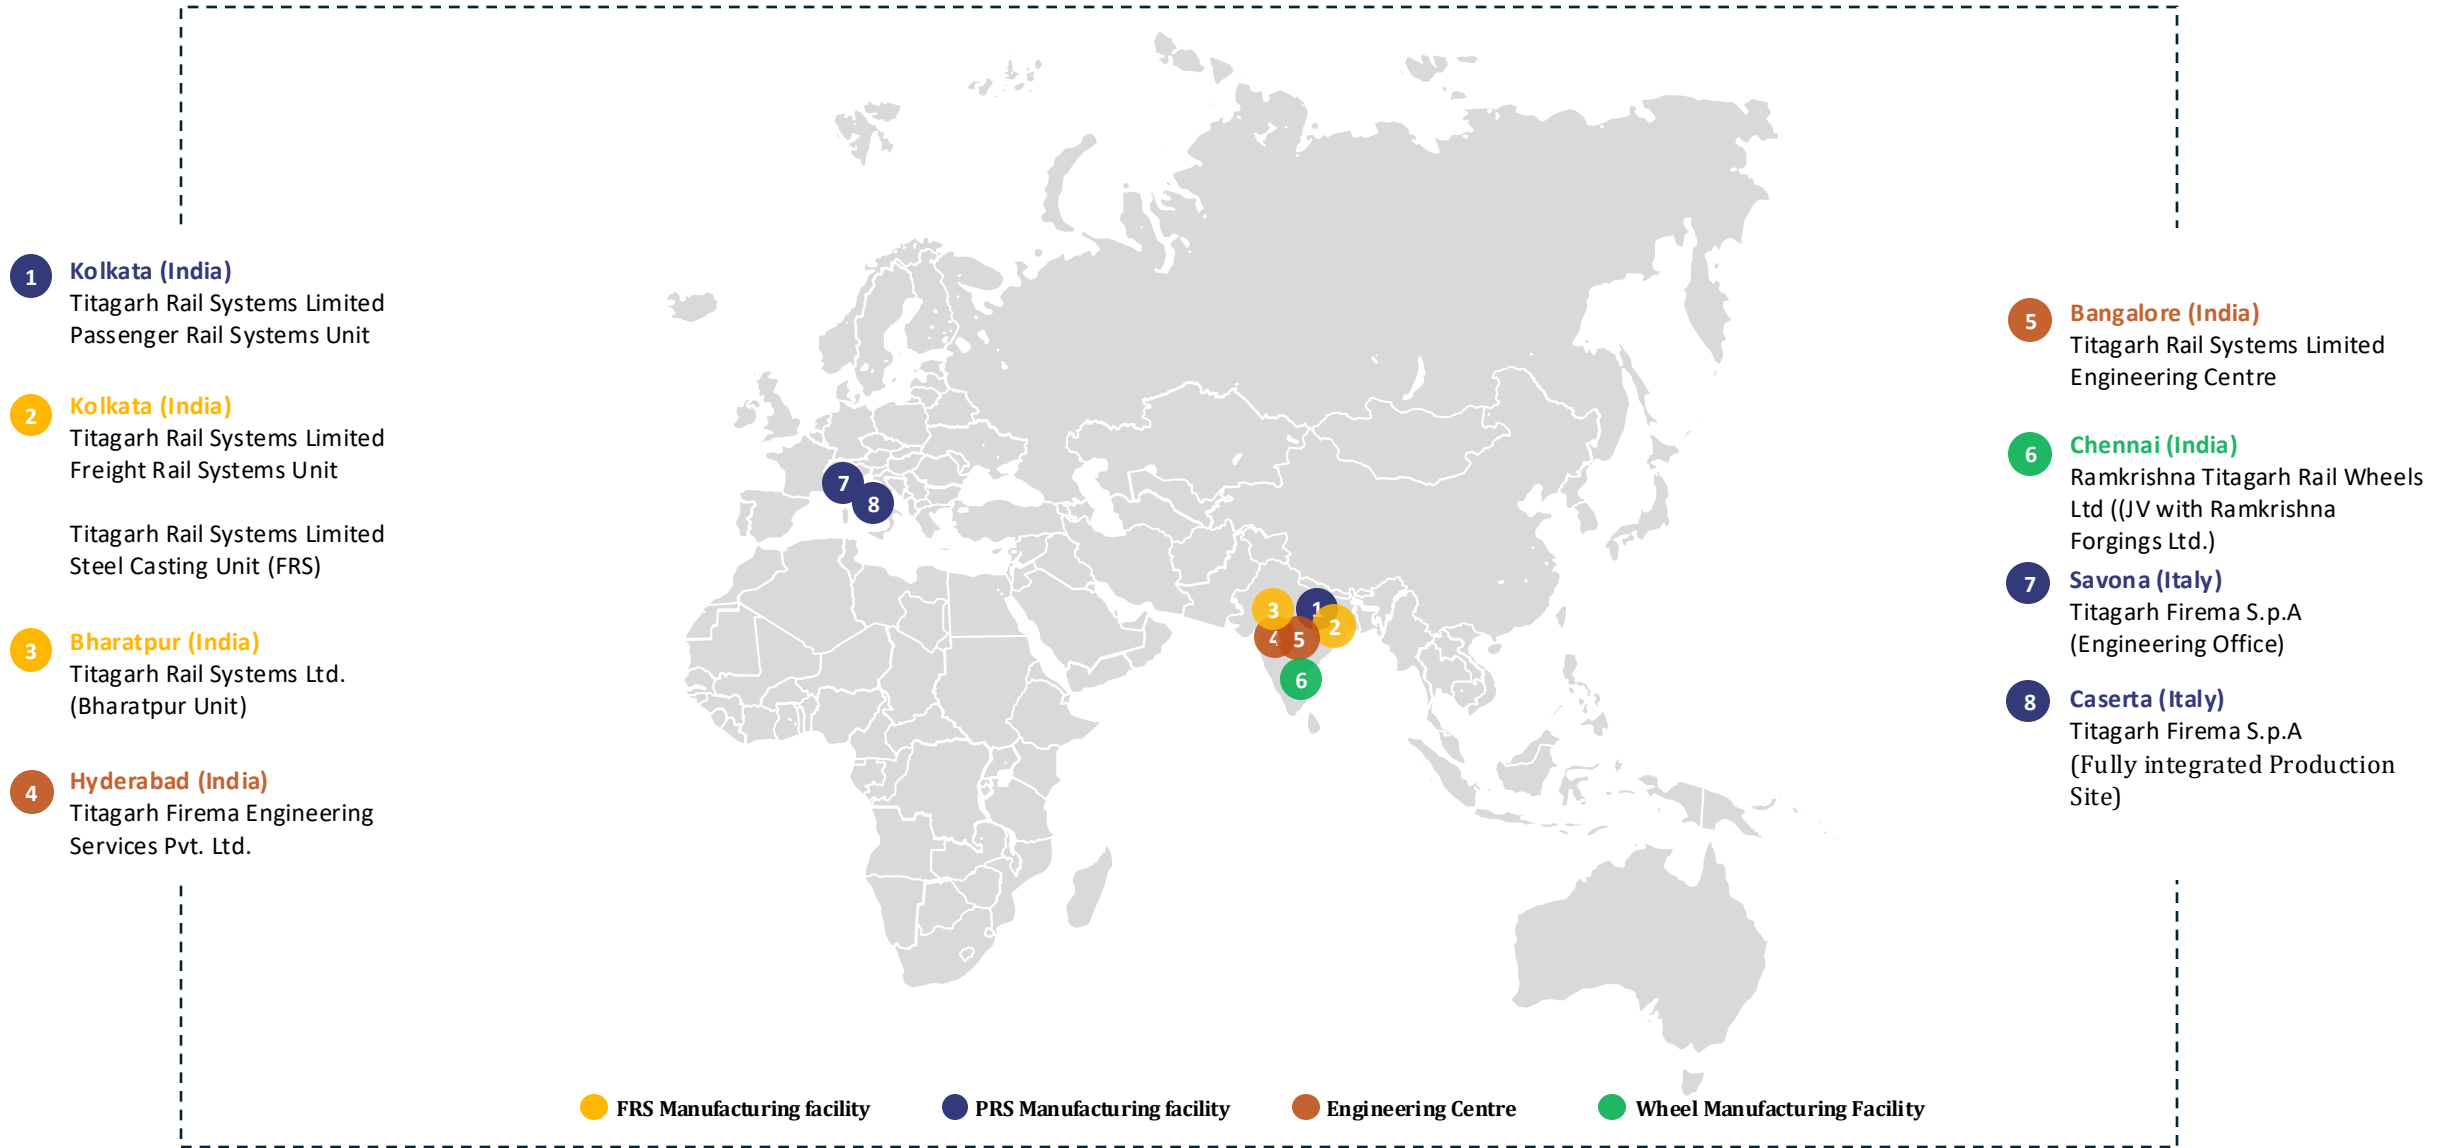 1
Kolkata (India)
Titagarh Rail Systems Limited
Passenger Rail Systems Unit
2
Kolkata (India)
Titagarh Rail Systems Limited
Freight Rail Systems Unit
Titagarh Rail Systems Limited
Steel Casting Unit (FRS)
3
Bharatpur (India)
Titagarh Rail Systems Ltd.
(Bharatpur Unit)
4
Hyderabad (India)
Titagarh Firema Engineering
Services Pvt. Ltd.
7
8
3
1
2
4
5
6
5
Bangalore (India)
Titagarh Rail Systems Limited
Engineering Centre
6
Chennai (India)
Ramkrishna Titagarh Rail Wheels
Ltd ((JV with Ramkrishna
Forgings Ltd.)
7
Savona (Italy)
Titagarh Firema S.p.A
(Engineering Office)
8
Caserta (Italy)
Titagarh Firema S.p.A
(Fully integrated Production
Site)
FRS Manufacturing facility
PRS Manufacturing facility
Engineering Centre
Wheel Manufacturing Facility